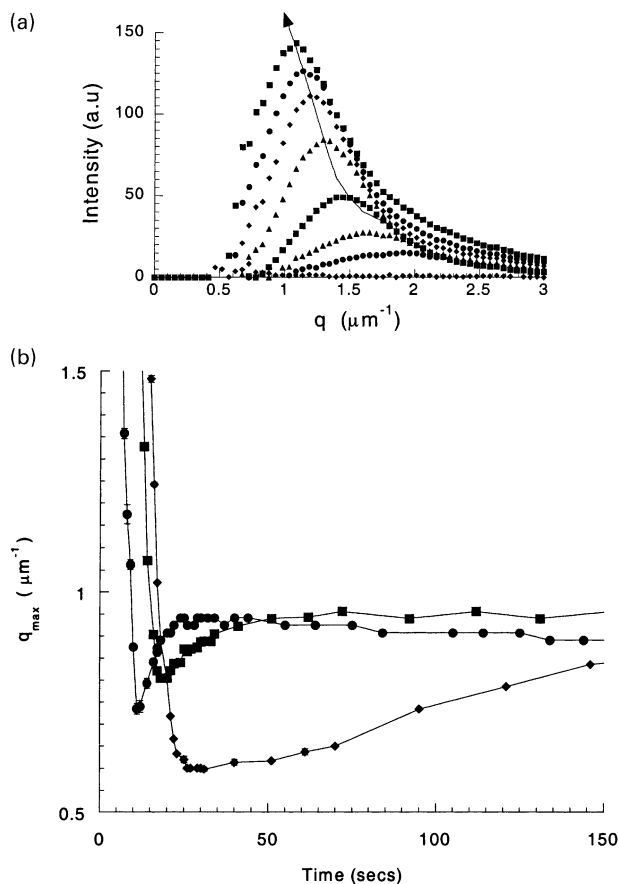 (a)
150
100
50
0
Intensity (a.u)
0 0.5 1 1.5 2 2.5 3
q (μm⁻¹)
(b)
1.5
1
0.5
q_max (μm⁻¹)
0 50 100 150
Time (secs)